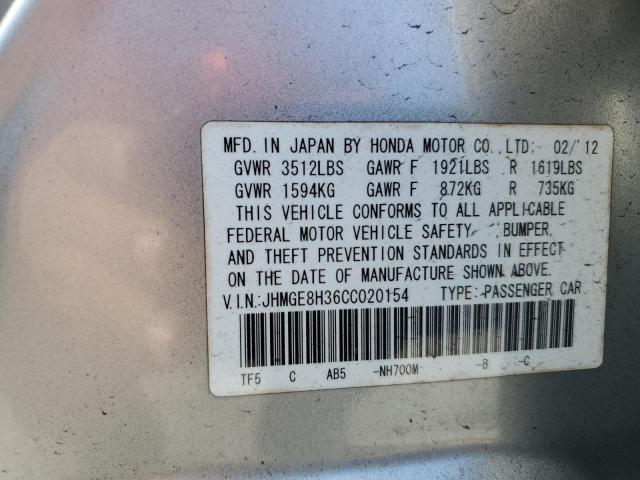 MFD. IN JAPAN BY HONDA MOTOR CO.,LTD: 02/'12
GVWR 3512LBS GAWR F 1921LBS R 1619LBS
GVWR 1594KG GAWR F 872KG R 735KG
THIS VEHICLE CONFORMS TO ALL APPLICABLE
FEDERAL MOTOR VEHICLE SAFETY, BUMPER,
AND THEFT PREVENTION STANDARDS IN EFFECT
ON THE DATE OF MANUFACTURE SHOWN ABOVE.
V.I.N.:JHMGE8H36CC020154 TYPE: PASSENGER CAR
TF5 C AB5 -NH700M- -B -C